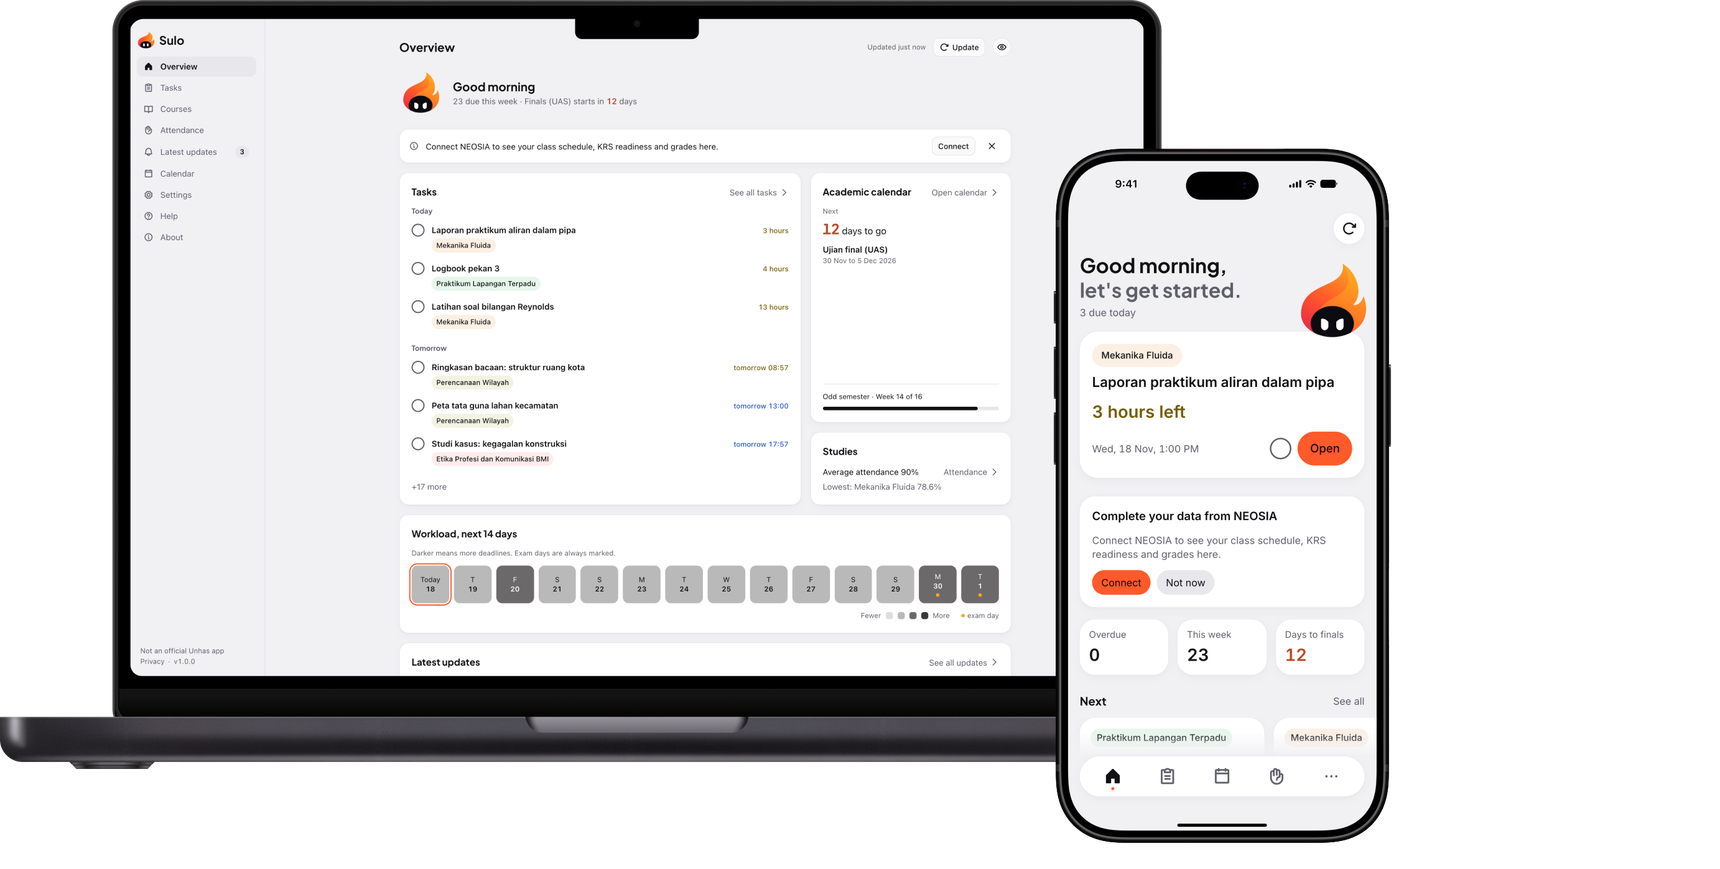 Sulo
Overview
Tasks
Courses
Attendance
Latest updates 3
Calendar
Settings
Help
About
Not an official Unhas app
Privacy · v1.0.0
Overview
Updated just now
Update
Good morning
23 due this week · Finals (UAS) starts in 12 days
Connect NEOSIA to see your class schedule, KRS readiness and grades here.
Connect
Tasks
See all tasks
Today
Laporan praktikum aliran dalam pipa
3 hours
Mekanika Fluida
Logbook pekan 3
4 hours
Praktikum Lapangan Terpadu
Latihan soal bilangan Reynolds
13 hours
Mekanika Fluida
Tomorrow
Ringkasan bacaan: struktur ruang kota
tomorrow 08:57
Perencanaan Wilayah
Peta tata guna lahan kecamatan
tomorrow 13:00
Perencanaan Wilayah
Studi kasus: kegagalan konstruksi
tomorrow 17:57
Etika Profesi dan Komunikasi BMI
+17 more
Academic calendar
Open calendar
Next
12 days to go
Ujian final (UAS)
30 Nov to 5 Dec 2026
Odd semester · Week 14 of 16
Studies
Average attendance 90%
Attendance
Lowest: Mekanika Fluida 78.6%
Workload, next 14 days
Darker means more deadlines. Exam days are always marked.
Today T F S S M T W T F S S M T
18 19 20 21 22 23 24 25 26 27 28 29 30 1
Fewer
More
exam day
Latest updates
See all updates
9:41
Good morning,
let's get started.
3 due today
Mekanika Fluida
Laporan praktikum aliran dalam pipa
3 hours left
Wed, 18 Nov, 1:00 PM
Open
Complete your data from NEOSIA
Connect NEOSIA to see your class schedule, KRS
readiness and grades here.
Connect
Not now
Overdue
0
This week
23
Days to finals
12
Next
See all
Praktikum Lapangan Terpadu
Mekanika Fluida